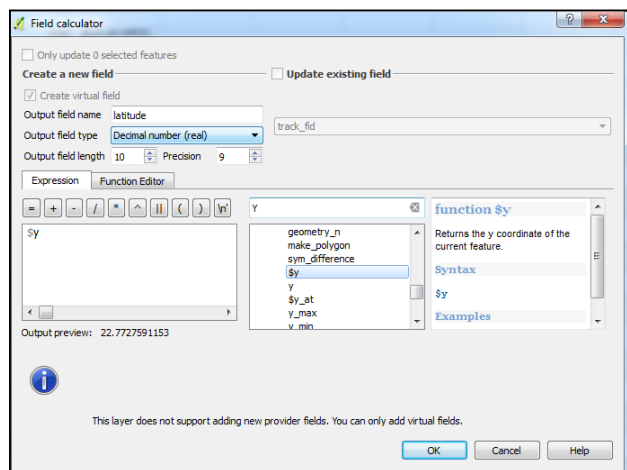 Field calculator
Only update 0 selected features
Create a new field
Update existing field
Create virtual field
Output field name latitude
track_fid
Output field type Decimal number (real)
Output field length 10 Precision 9
Expression Function Editor
= + - / * ^ || ( ) '\n'
$y
Output preview: 22.7727591153
Y
geometry_n
make_polygon
sym_difference
$y
y
$y_at
y_max
y_min
function $y
Returns the y coordinate of the
current feature.
Syntax
$y
Examples
This layer does not support adding new provider fields. You can only add virtual fields.
OK Cancel Help